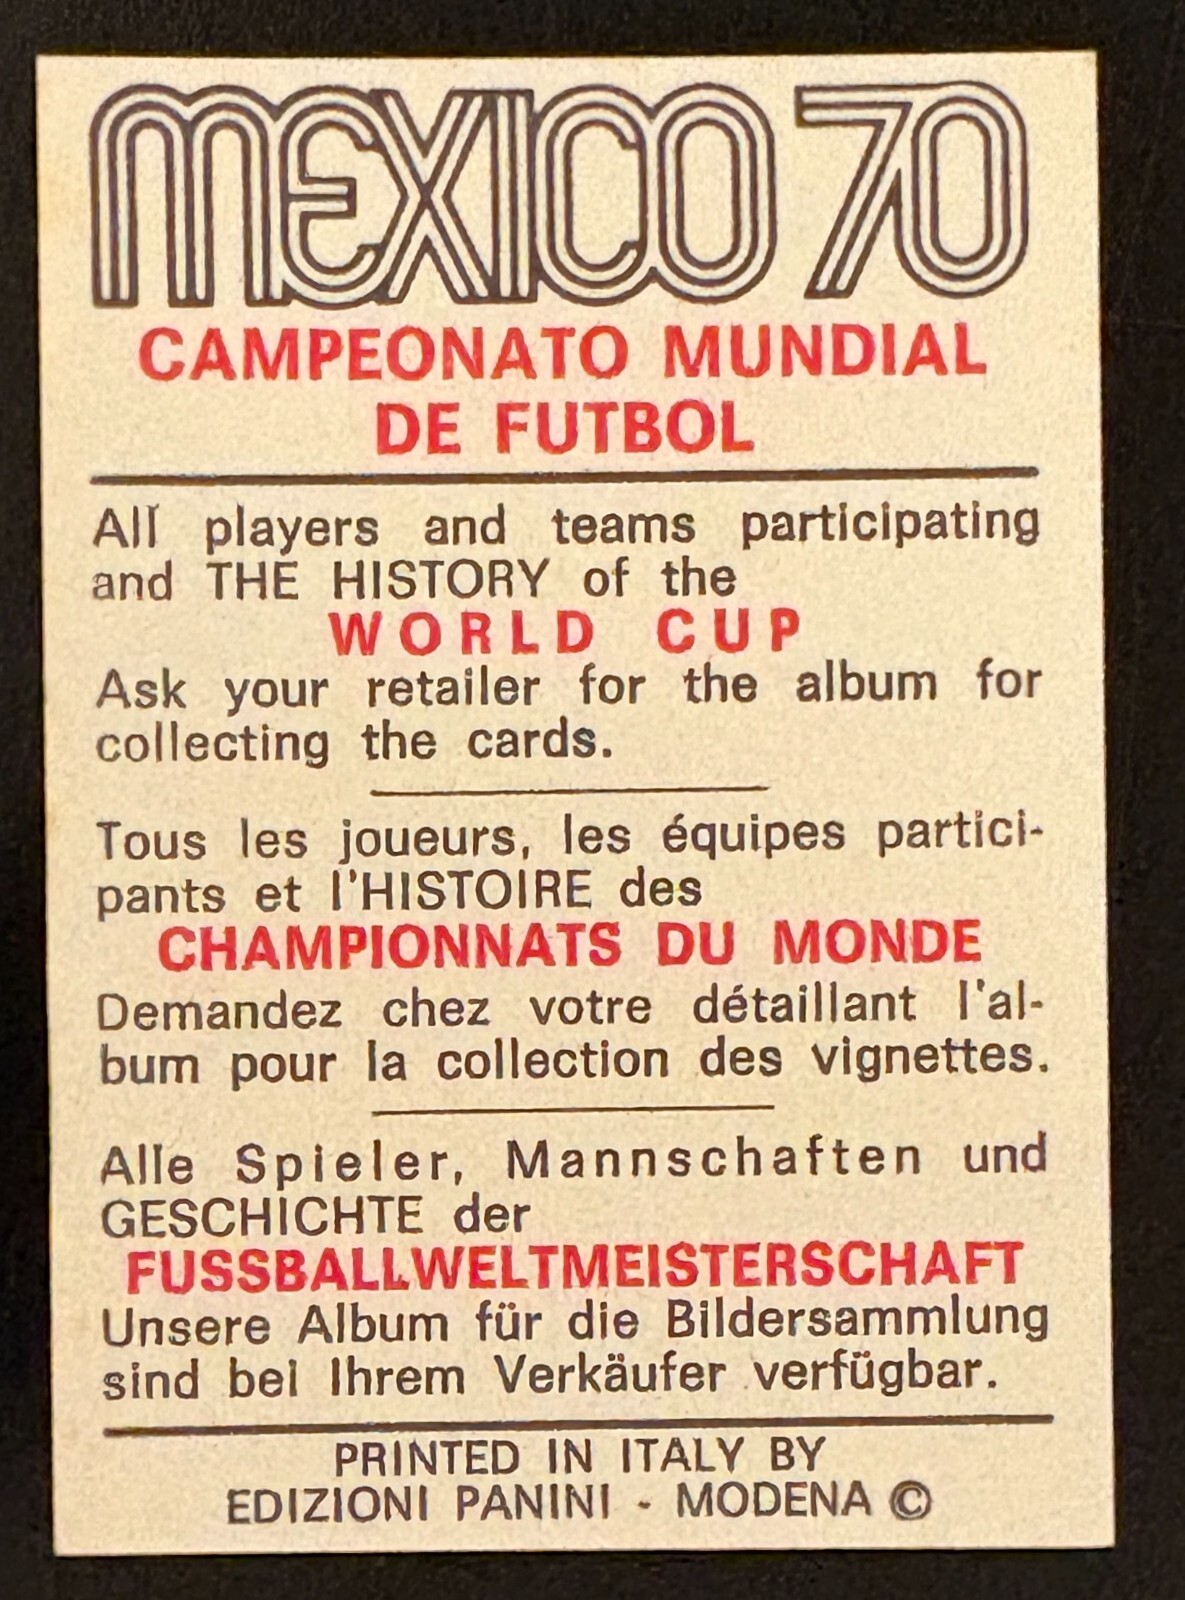 MEXICO 70
CAMPEONATO MUNDIAL
DE FUTBOL
All players and teams participating
and THE HISTORY of the
WORLD CUP
Ask your retailer for the album for
collecting the cards.
Tous les joueurs, les équipes partici-
pants et l'HISTOIRE des
CHAMPIONNATS DU MONDE
Demandez chez votre détaillant l'al-
bum pour la collection des vignettes.
Alle Spieler, Mannschaften und
GESCHICHTE der
FUSSBALLWELTMEISTERSCHAFT
Unsere Album für die Bildersammlung
sind bei Ihrem Verkäufer verfügbar.
PRINTED IN ITALY BY
EDIZIONI PANINI - MODENA ©